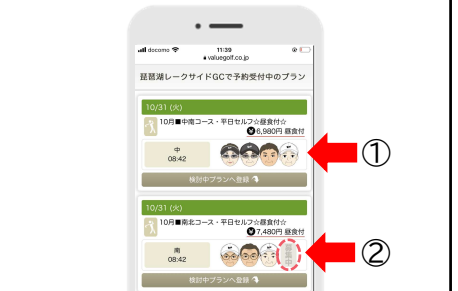 docomo 11:39
valuegolf.co.jp
琵琶湖レークサイドGCで予約受付中のプラン
10/31 (火)
10月■中南コース・平日セルフ☆昼食付☆
¥6,980円 昼食付
中
08:42
検討中プランへ登録
①
10/31 (火)
10月■南北コース・平日セルフ☆昼食付☆
¥7,480円 昼食付
南
08:42
募集中
検討中プランへ登録
②